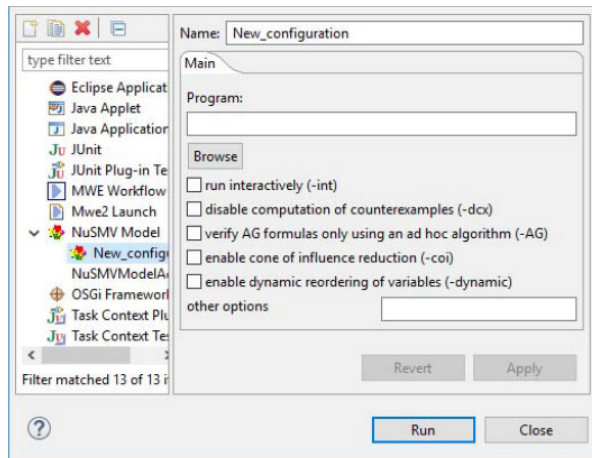 Name: New_configuration
type filter text
Main
Eclipse Applicat
Java Applet
Java Application
JU JUnit
JUnit Plug-in Te
MWE Workflow
Mwe2 Launch
NuSMV Model
New_config
NuSMVModelA
OSGi Framewor
Task Context Plu
Task Context Te
Filter matched 13 of 13 i
Program:
Browse
run interactively (-int)
disable computation of counterexamples (-dcx)
verify AG formulas only using an ad hoc algorithm (-AG)
enable cone of influence reduction (-coi)
enable dynamic reordering of variables (-dynamic)
other options
Revert Apply
? Run Close